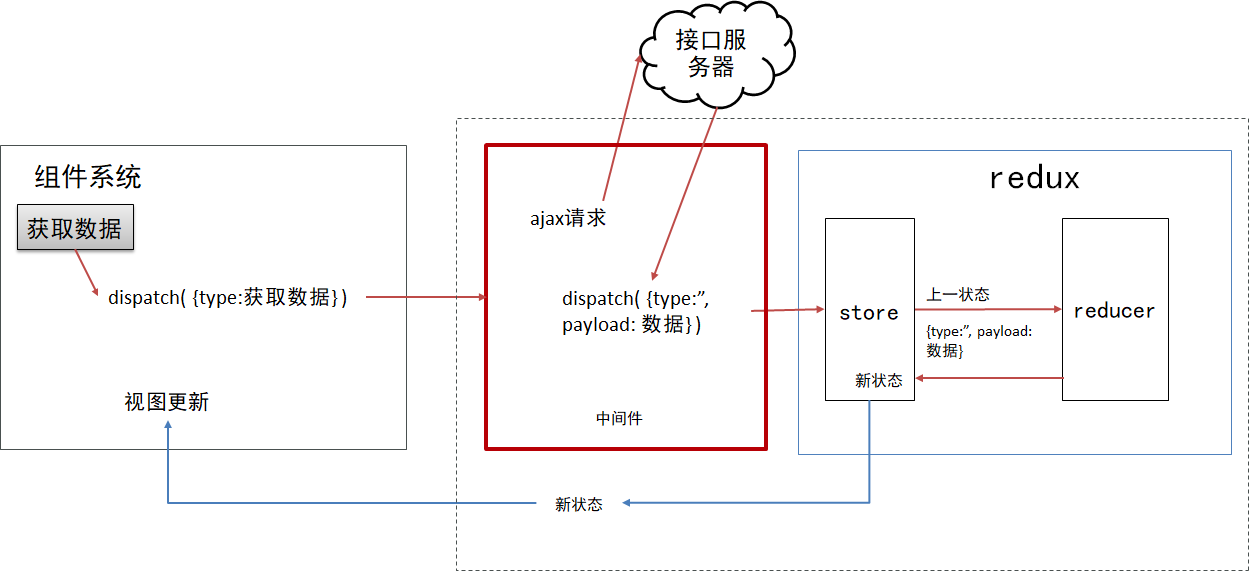 接口服
务器
组件系统
获取数据
dispatch( {type:获取数据} )
视图更新
ajax请求
dispatch( {type:”,
payload: 数据} )
中间件
redux
store
上一状态
{type:”, payload:
数据}
新状态
reducer
新状态